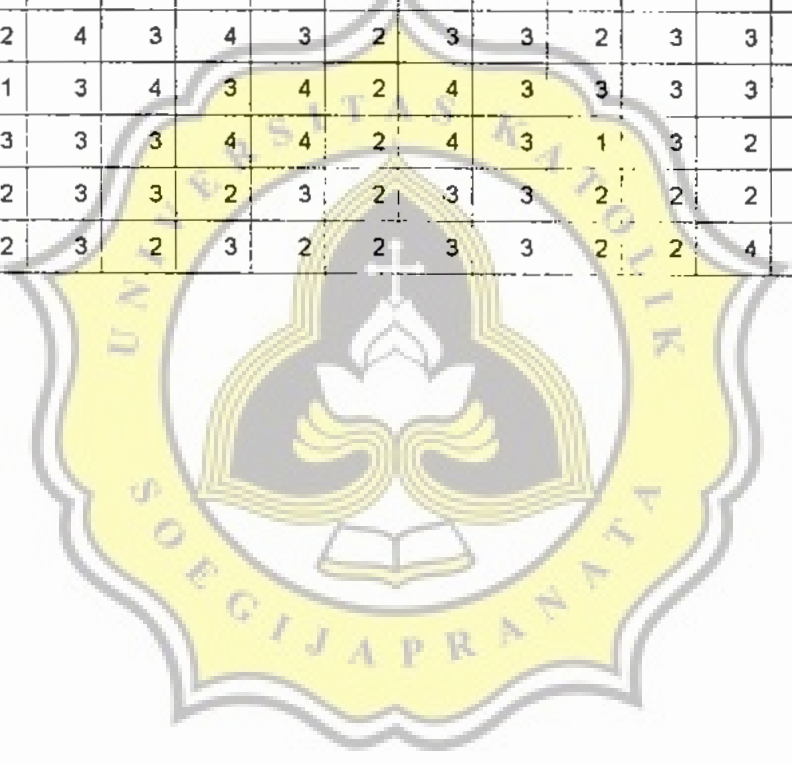 2 4 3 4 3 2 3 3 2 3 3
1 3 4 3 4 2 4 3 3 3 3
3 3 3 4 4 2 4 3 1 3 2
2 3 3 2 3 2 3 3 2 2 2
2 3 2 3 2 2 3 3 2 2 4
UNIVERSITAS KATOLIK
SOEGIJAPRANATA